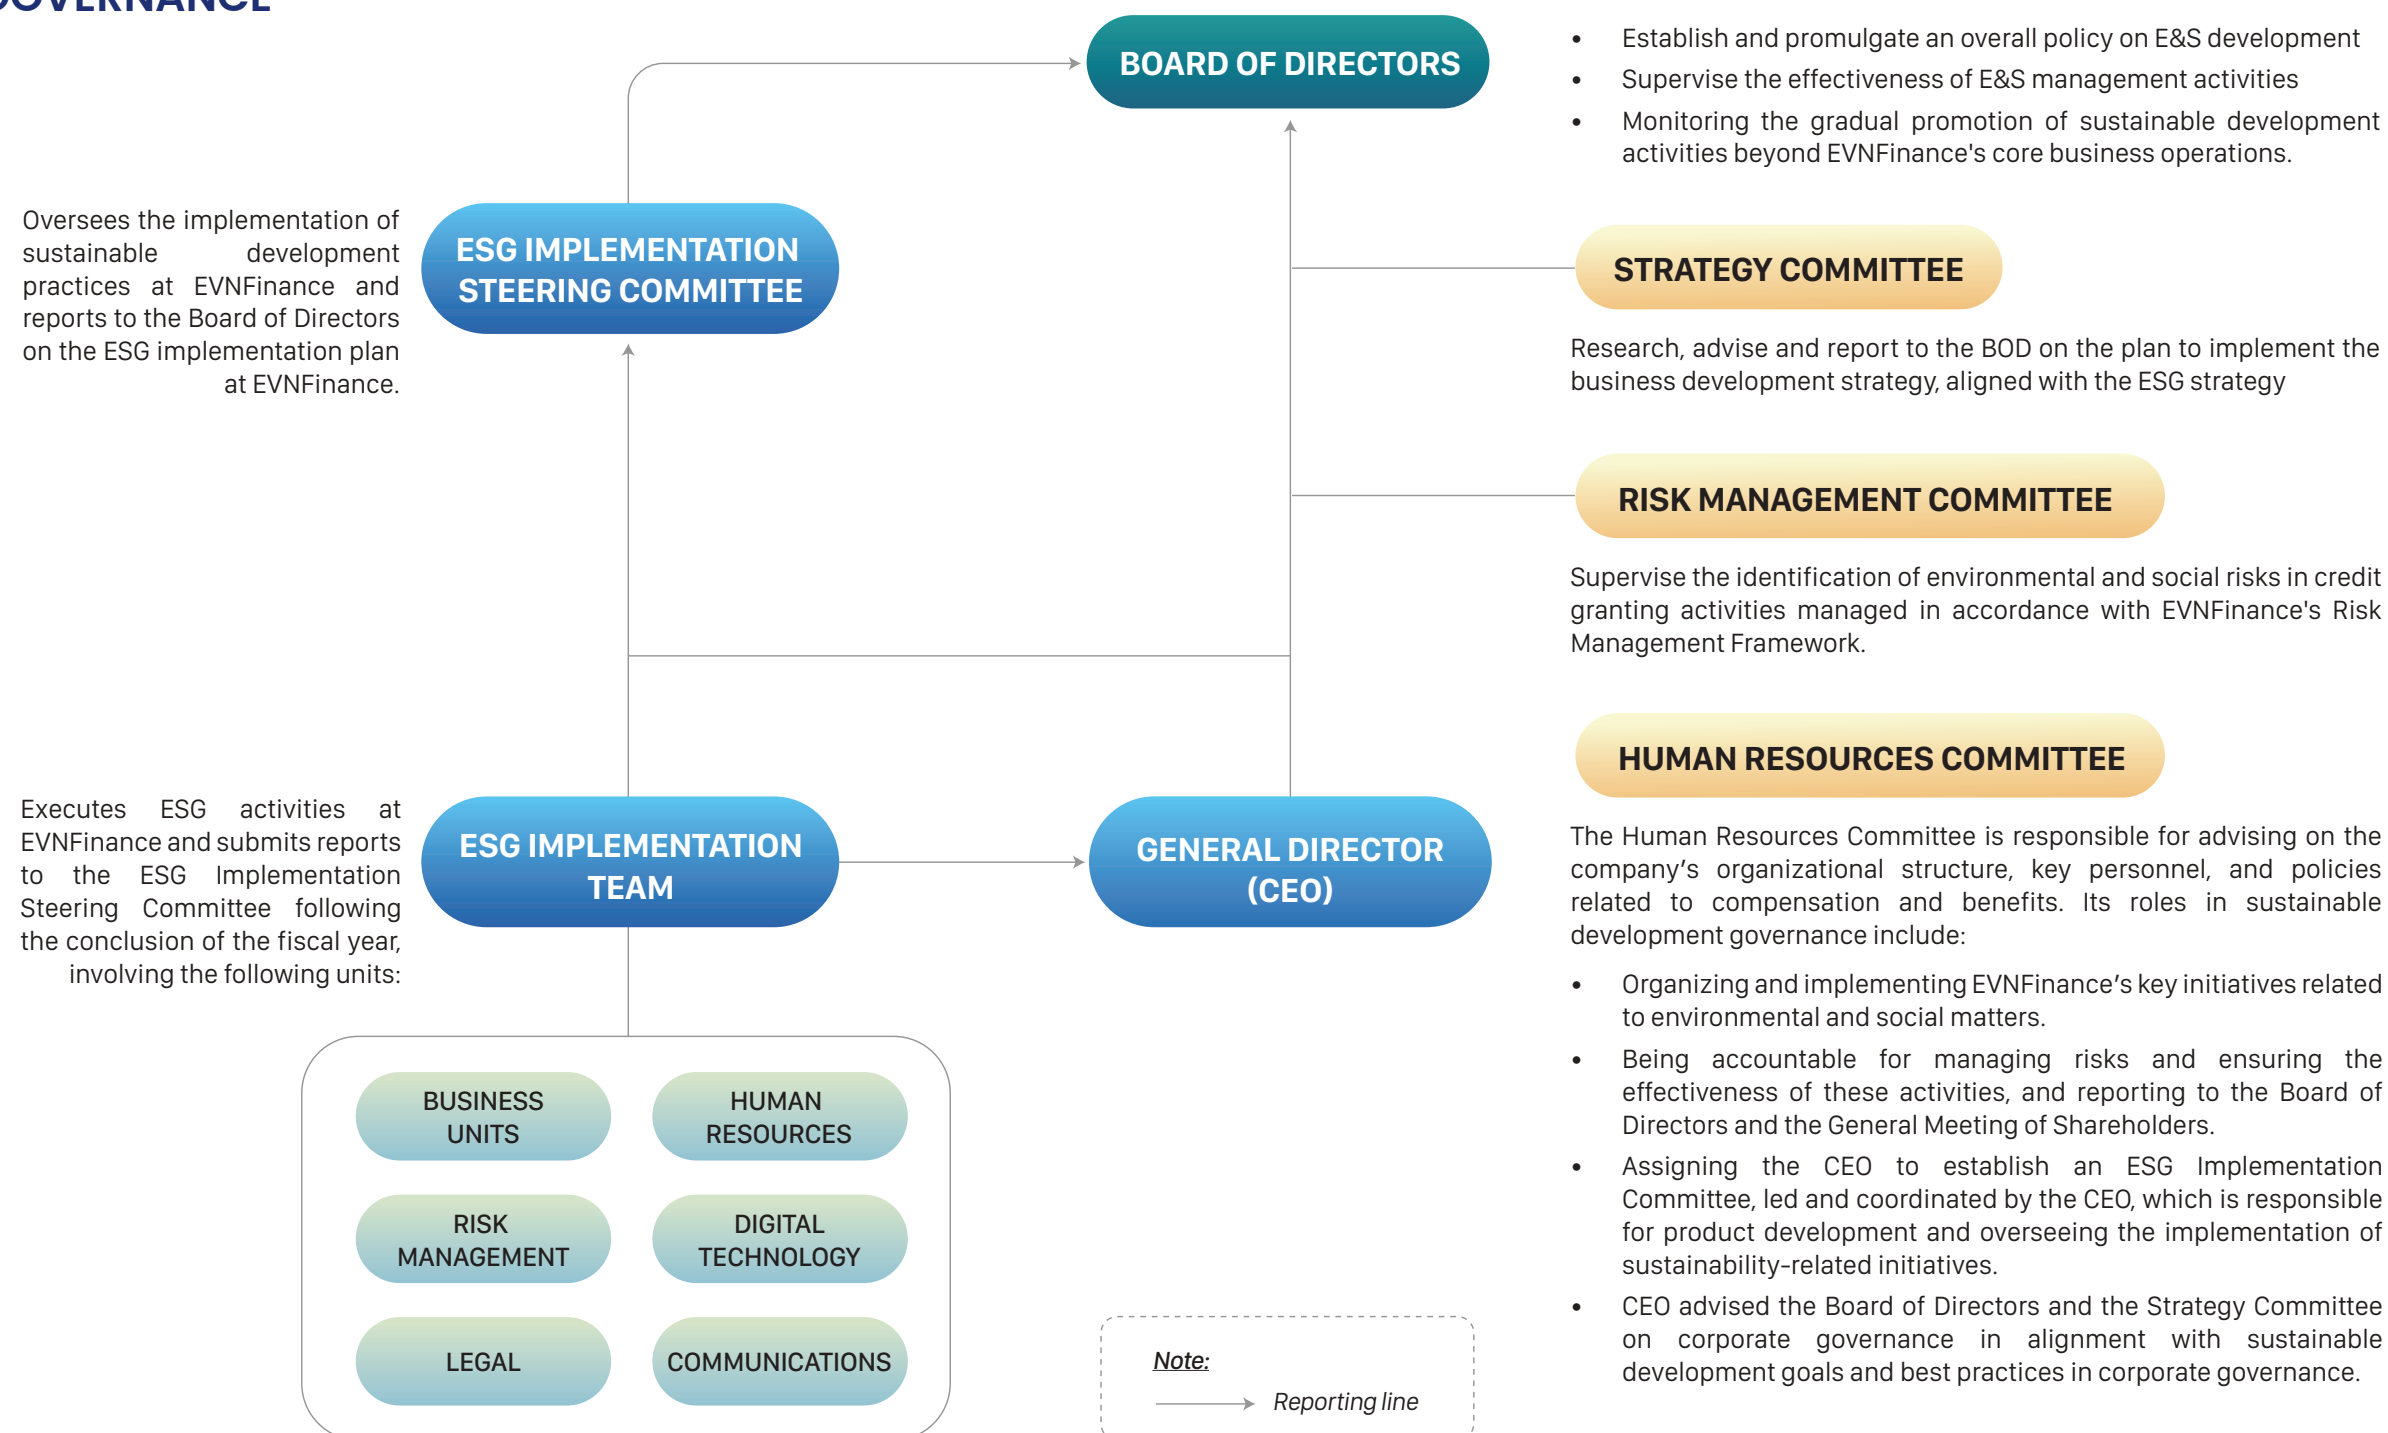 GOVERNANCE
BOARD OF DIRECTORS
• Establish and promulgate an overall policy on E&S development
• Supervise the effectiveness of E&S management activities
• Monitoring the gradual promotion of sustainable development
activities beyond EVNFinance's core business operations.
Oversees the implementation of
sustainable development
practices at EVNFinance and
reports to the Board of Directors
on the ESG implementation plan
at EVNFinance.
ESG IMPLEMENTATION
STEERING COMMITTEE
STRATEGY COMMITTEE
Research, advise and report to the BOD on the plan to implement the
business development strategy, aligned with the ESG strategy
RISK MANAGEMENT COMMITTEE
Supervise the identification of environmental and social risks in credit
granting activities managed in accordance with EVNFinance's Risk
Management Framework.
Executes ESG activities at
EVNFinance and submits reports
to the ESG Implementation
Steering Committee following
the conclusion of the fiscal year,
involving the following units:
ESG IMPLEMENTATION
TEAM
GENERAL DIRECTOR
(CEO)
HUMAN RESOURCES COMMITTEE
The Human Resources Committee is responsible for advising on the
company’s organizational structure, key personnel, and policies
related to compensation and benefits. Its roles in sustainable
development governance include:
• Organizing and implementing EVNFinance’s key initiatives related
to environmental and social matters.
• Being accountable for managing risks and ensuring the
effectiveness of these activities, and reporting to the Board of
Directors and the General Meeting of Shareholders.
• Assigning the CEO to establish an ESG Implementation
Committee, led and coordinated by the CEO, which is responsible
for product development and overseeing the implementation of
sustainability-related initiatives.
• CEO advised the Board of Directors and the Strategy Committee
on corporate governance in alignment with sustainable
development goals and best practices in corporate governance.
BUSINESS
UNITS
HUMAN
RESOURCES
RISK
MANAGEMENT
DIGITAL
TECHNOLOGY
LEGAL
COMMUNICATIONS
Note:
Reporting line